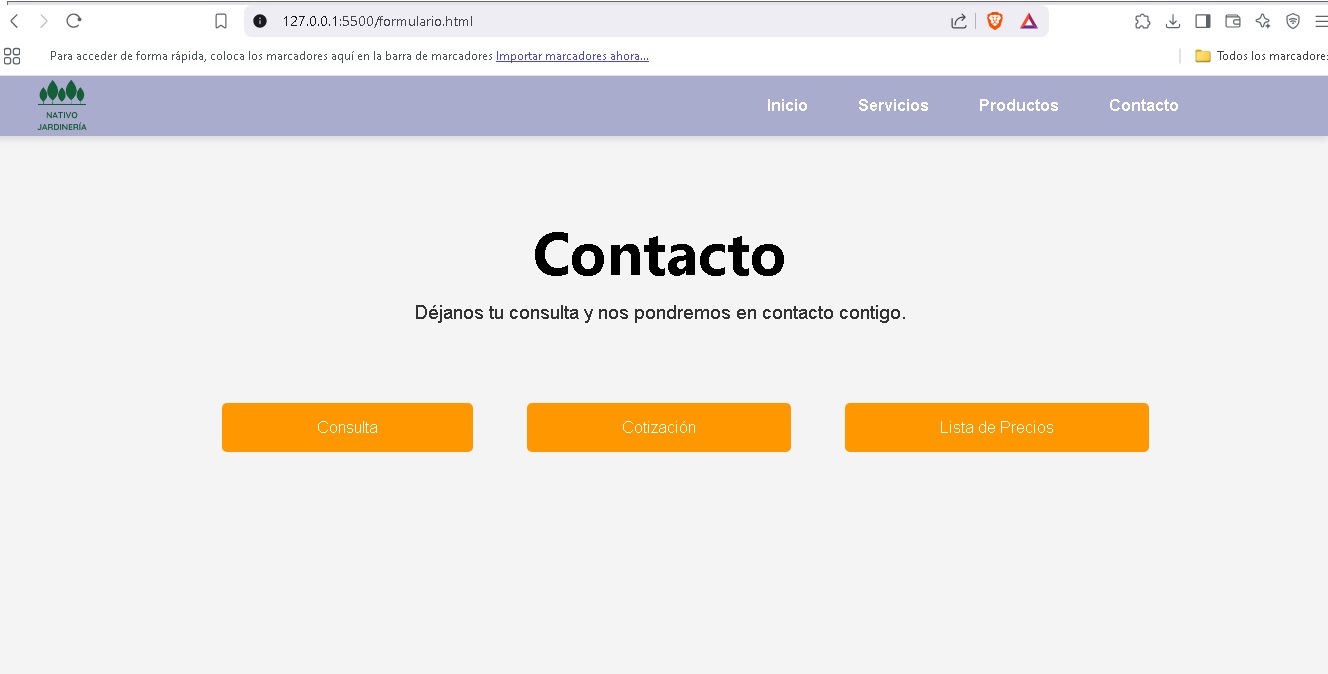 127.0.0.1:5500/formulario.html
Para acceder de forma rápida, coloca los marcadores aquí en la barra de marcadores Importar marcadores ahora... Todos los marcadores
NATIVO
JARDINERÍA
Inicio Servicios Productos Contacto
Contacto
Déjanos tu consulta y nos pondremos en contacto contigo.
Consulta Cotización Lista de Precios